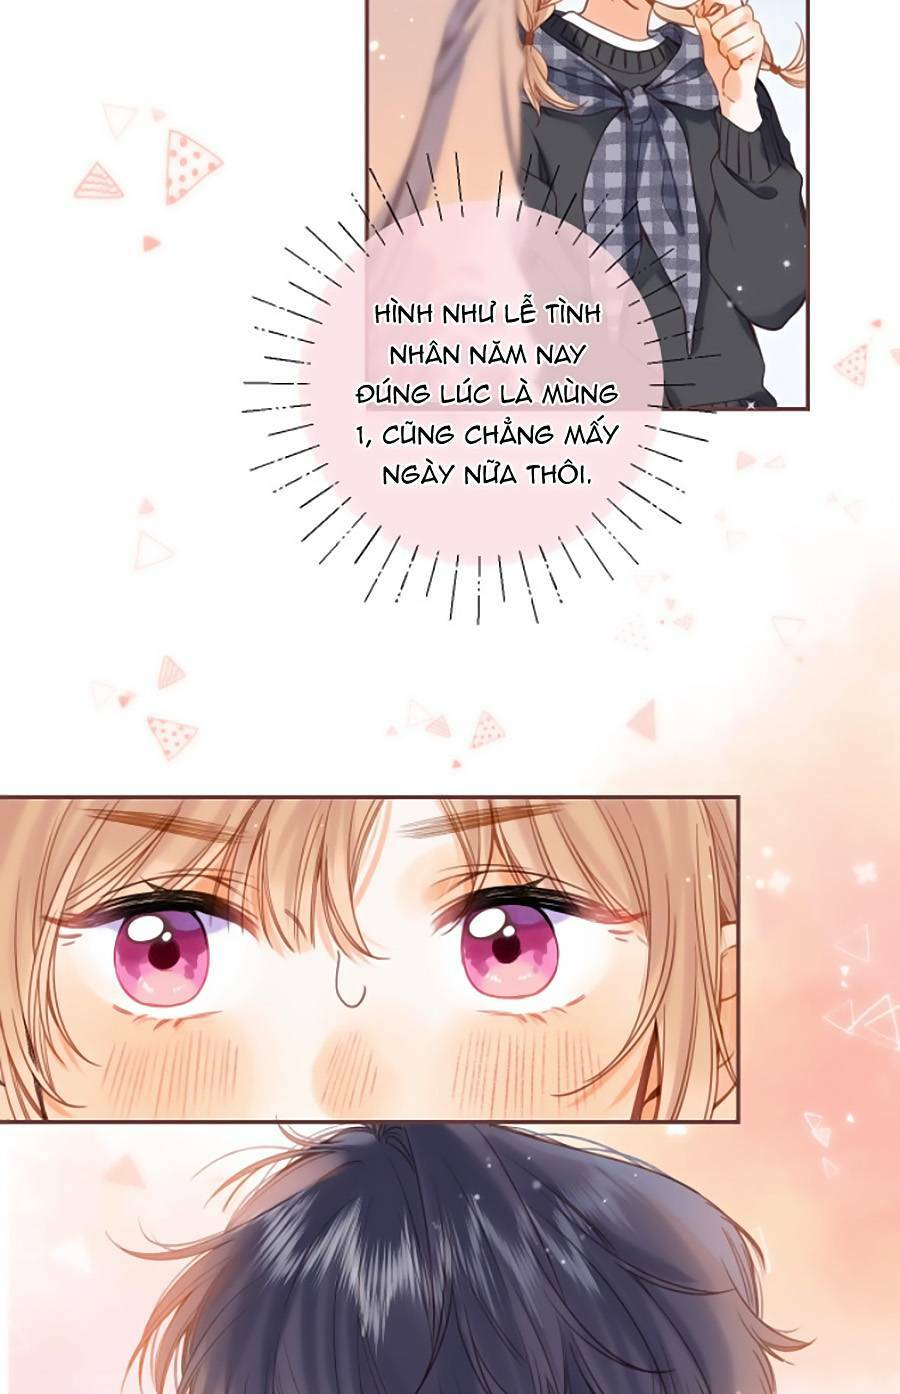 HÌNH NHƯ LỄ TÌNH
NHÂN NĂM NAY
ĐÚNG LÚC LÀ MÙNG
1, CŨNG CHẲNG MẤY
NGÀY NỮA THÔI.